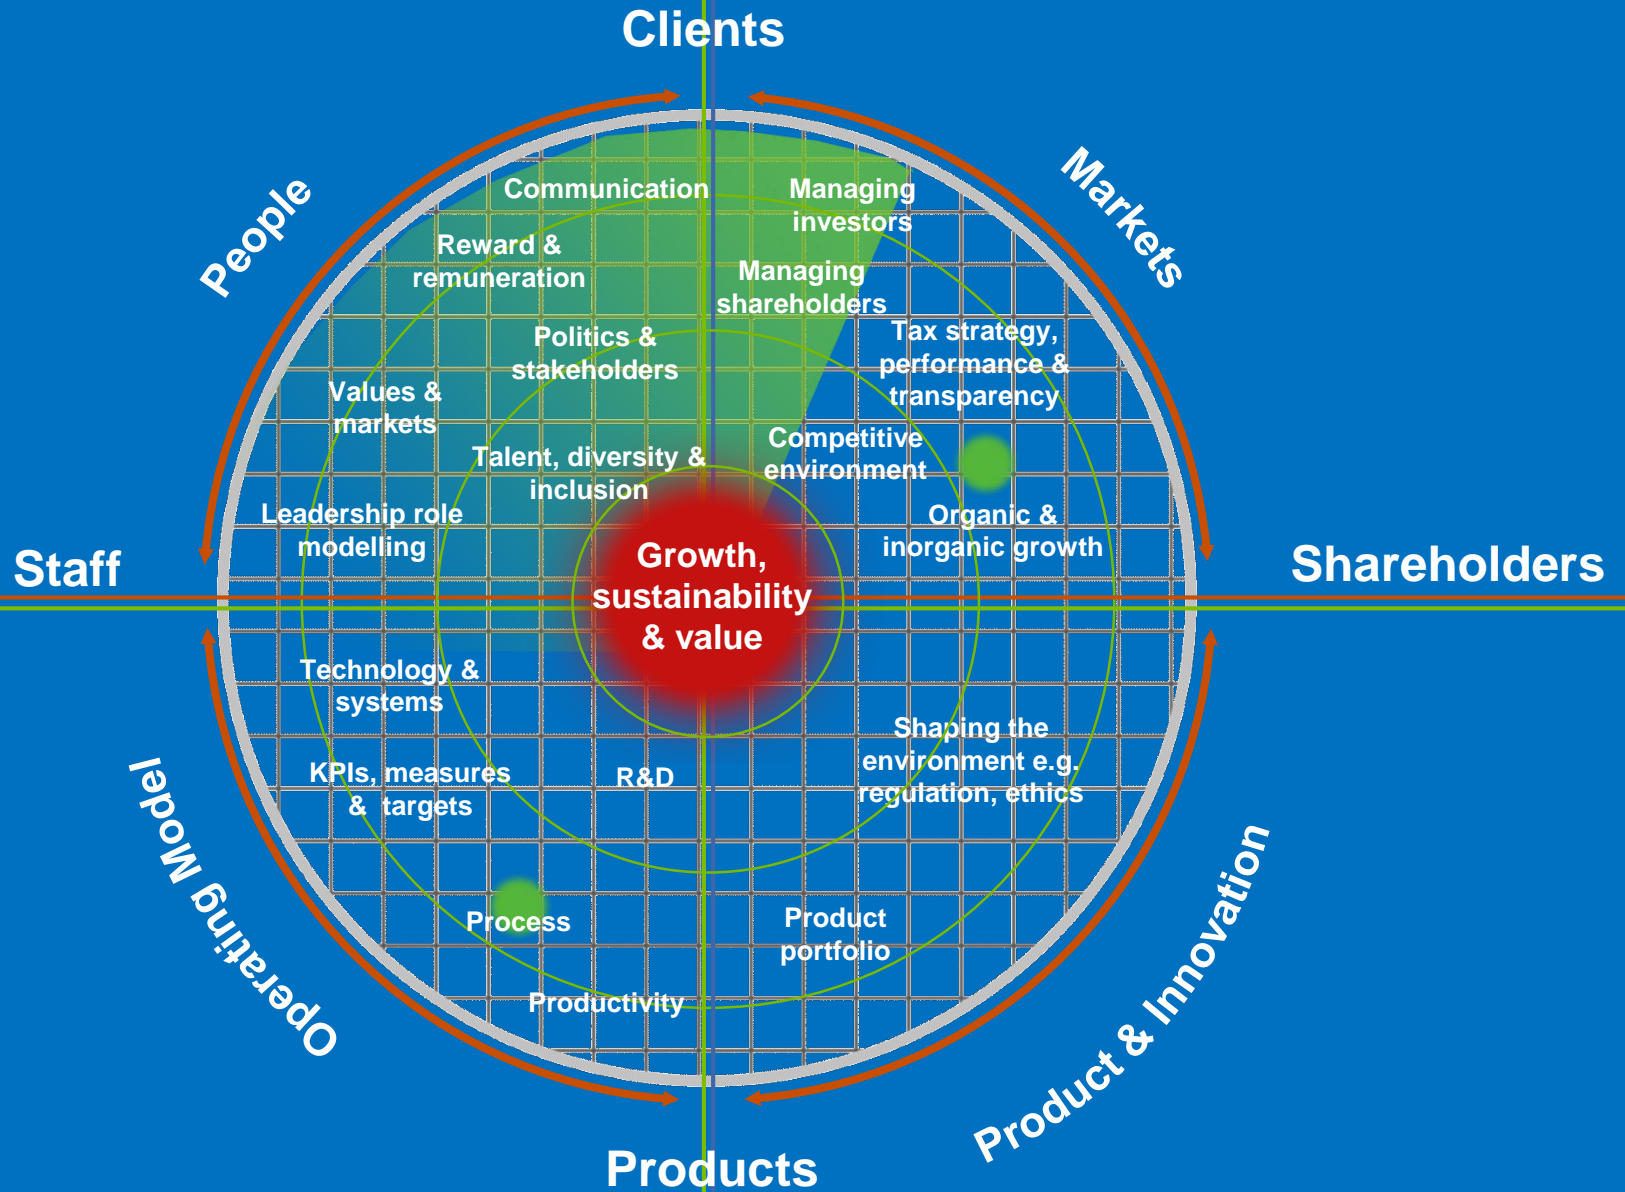 Clients
People
Markets
Communication
Managing
investors
Reward &
remuneration
Managing
shareholders
Politics &
stakeholders
Tax strategy,
performance &
transparency
Values &
markets
Competitive
environment
Talent, diversity &
inclusion
Leadership role
modelling
Organic &
inorganic growth
Staff
Growth,
sustainability
& value
Shareholders
Technology &
systems
Shaping the
environment e.g.
regulation, ethics
KPIs, measures
& targets
R&D
Operating Model
Product & Innovation
Process
Product
portfolio
Productivity
Products